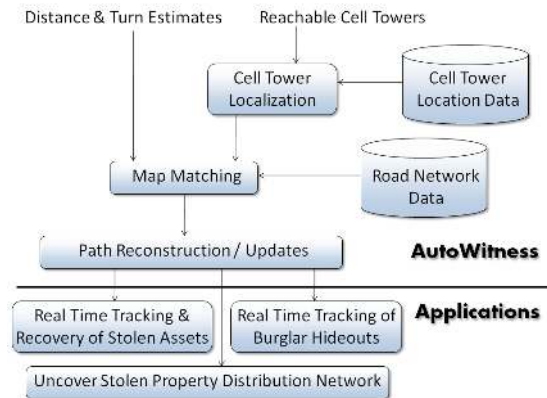 Distance & Turn Estimates
Reachable Cell Towers
Cell Tower
Localization
Cell Tower
Location Data
Map Matching
Road Network
Data
Path Reconstruction / Updates
AutoWitness
Applications
Real Time Tracking &
Recovery of Stolen Assets
Real Time Tracking of
Burglar Hideouts
Uncover Stolen Property Distribution Network